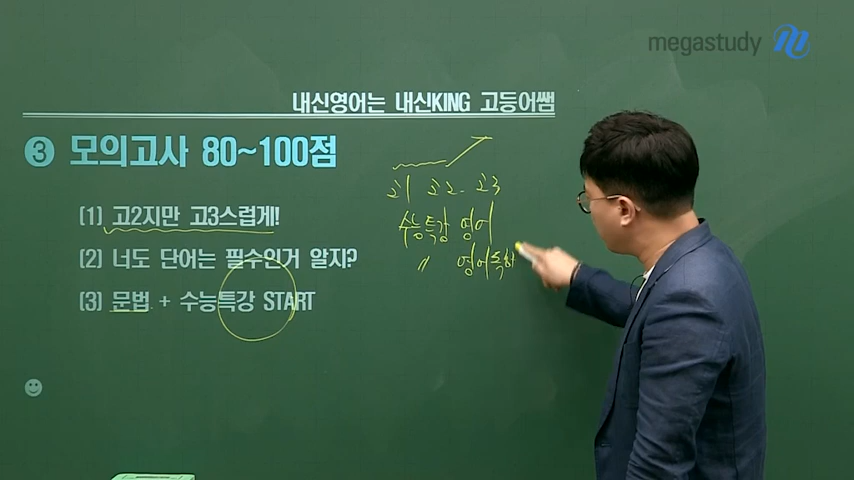 megastudy
내신영어는 내신KING 고등어쌤
3 모의고사 80~100점
(1) 고2지만 고3스럽게!
(2) 너도 단어는 필수인거 알지?
(3) 문법 + 수능특강 START
고1 고2 - 고3
수능특강 영어
〃 영어독해